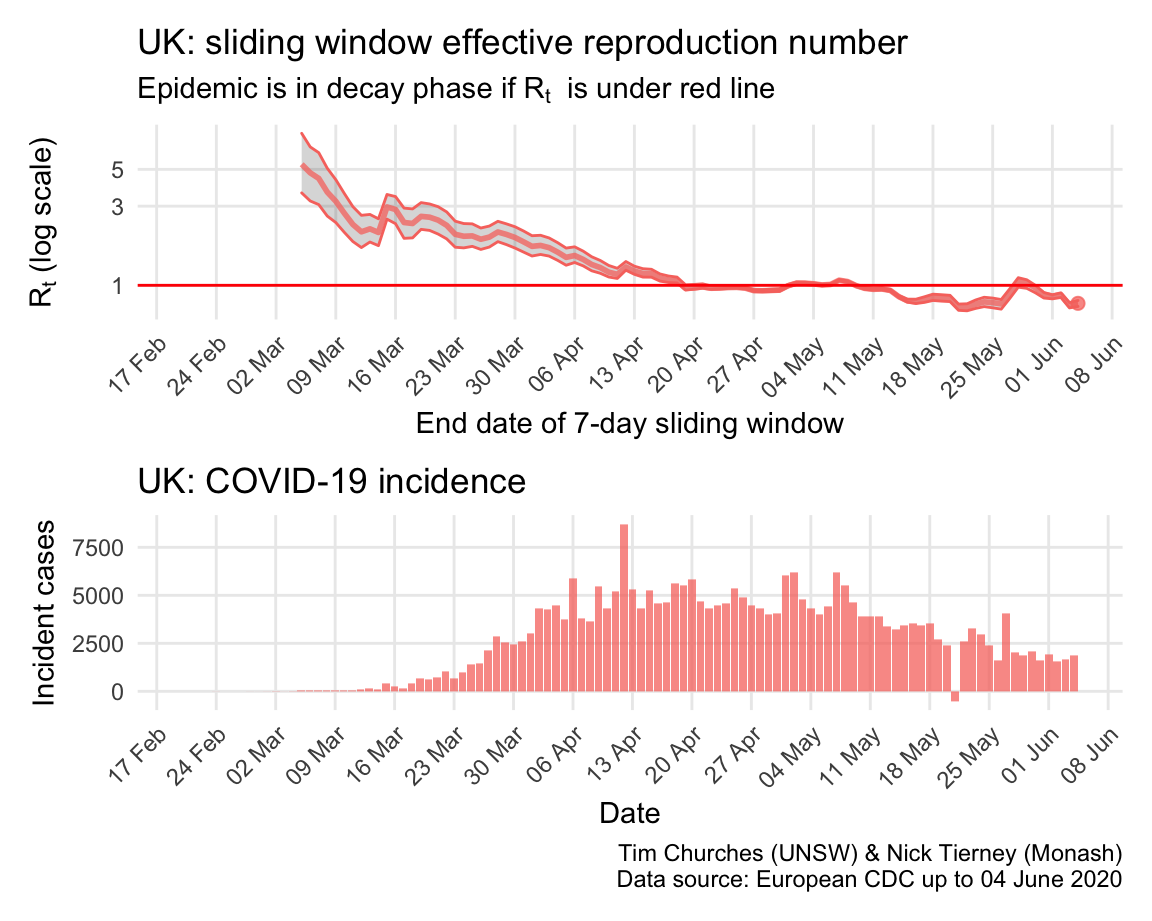 UK: sliding window effective reproduction number
Epidemic is in decay phase if Rt is under red line
Rt (log scale)
5
3
1
17 Feb
24 Feb
02 Mar
09 Mar
16 Mar
23 Mar
30 Mar
06 Apr
13 Apr
20 Apr
27 Apr
04 May
11 May
18 May
25 May
01 Jun
08 Jun
End date of 7-day sliding window
UK: COVID-19 incidence
Incident cases
7500
5000
2500
0
17 Feb
24 Feb
02 Mar
09 Mar
16 Mar
23 Mar
30 Mar
06 Apr
13 Apr
20 Apr
27 Apr
04 May
11 May
18 May
25 May
01 Jun
08 Jun
Date
Tim Churches (UNSW) & Nick Tierney (Monash)
Data source: European CDC up to 04 June 2020